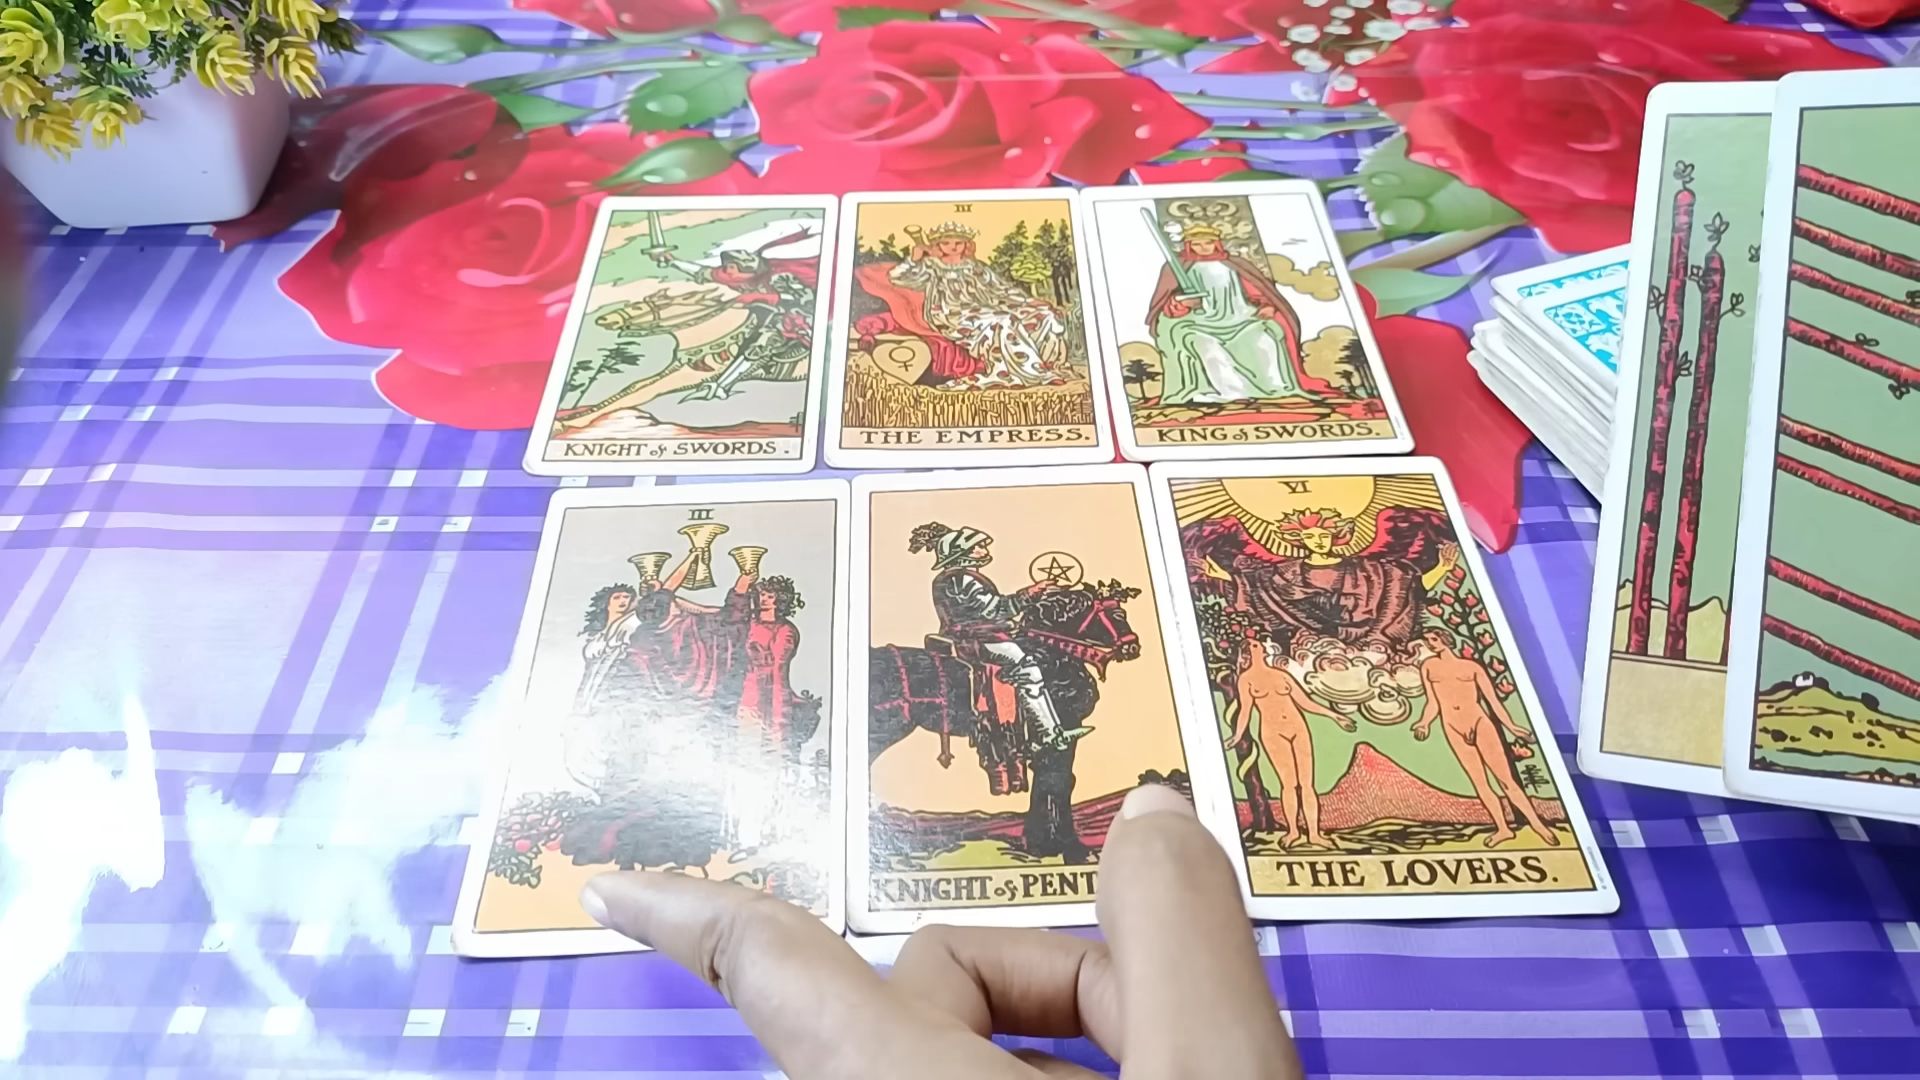 III
KNIGHT of SWORDS.
THE EMPRESS.
KING of SWORDS.
III
KNIGHT of PENT
VI
THE LOVERS.